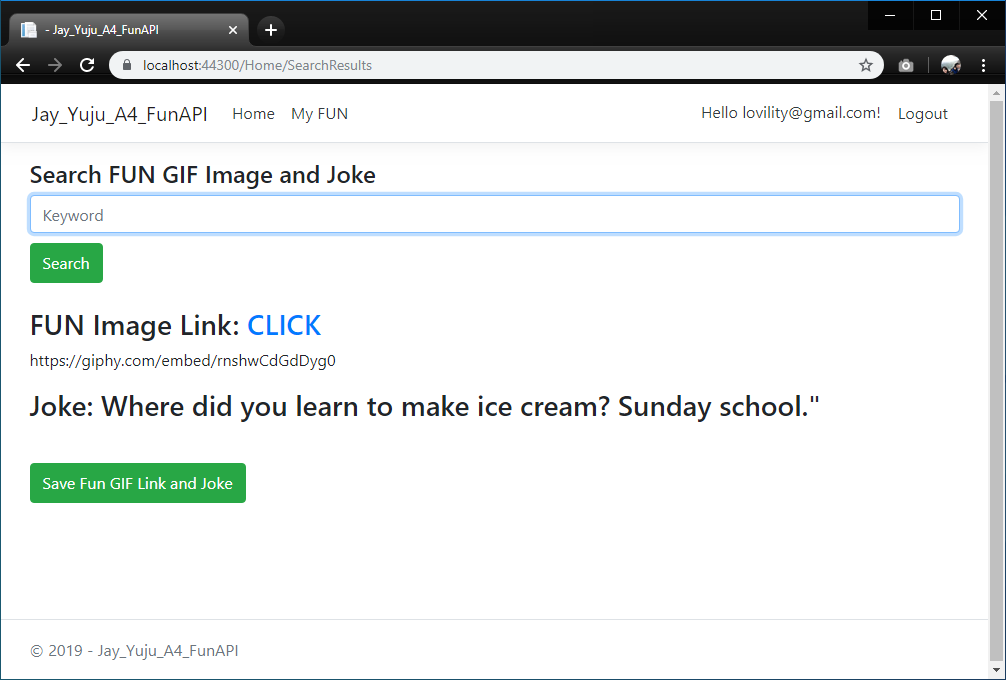 - Jay_Yuju_A4_FunAPI
localhost:44300/Home/SearchResults
Jay_Yuju_A4_FunAPI Home My FUN Hello lovility@gmail.com! Logout
Search FUN GIF Image and Joke
Keyword
Search
FUN Image Link: CLICK
https://giphy.com/embed/rnshwCdGdDyg0
Joke: Where did you learn to make ice cream? Sunday school."
Save Fun GIF Link and Joke
© 2019 - Jay_Yuju_A4_FunAPI